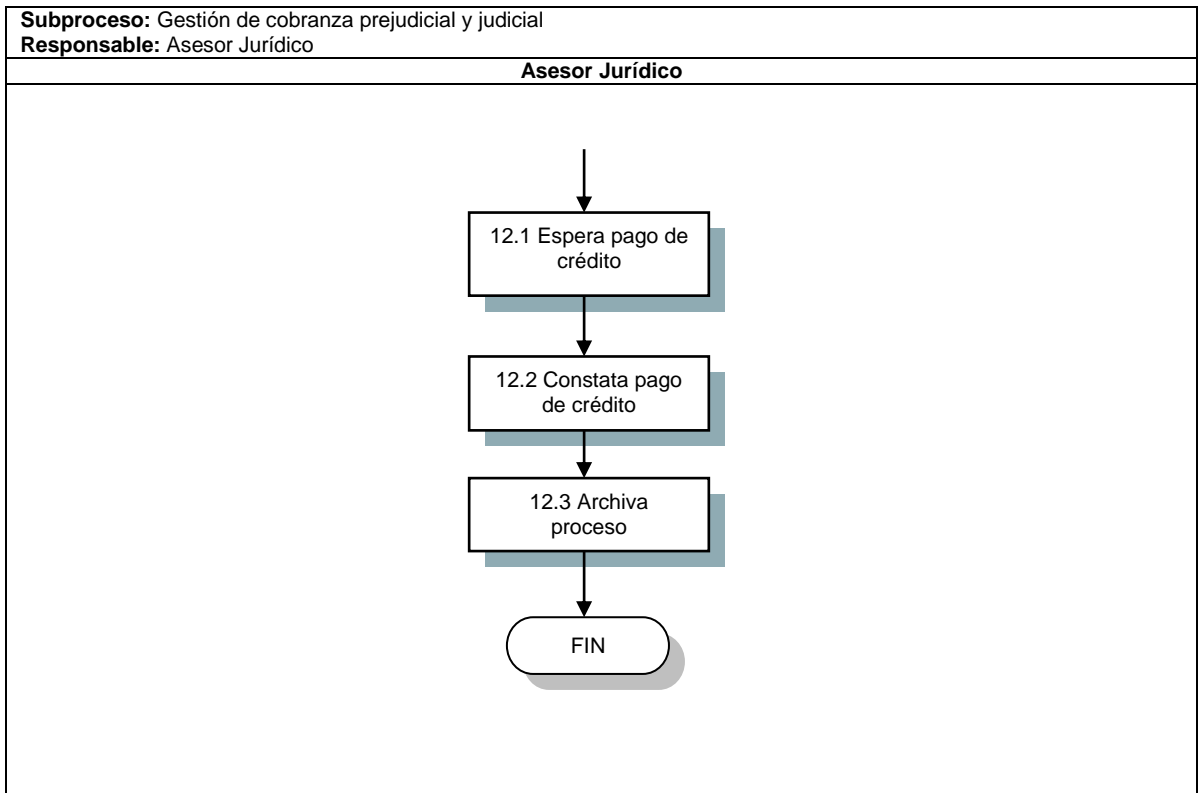 Subproceso: Gestión de cobranza prejudicial y judicial
Responsable: Asesor Jurídico
Asesor Jurídico
12.1 Espera pago de
crédito
12.2 Constata pago
de crédito
12.3 Archiva
proceso
FIN